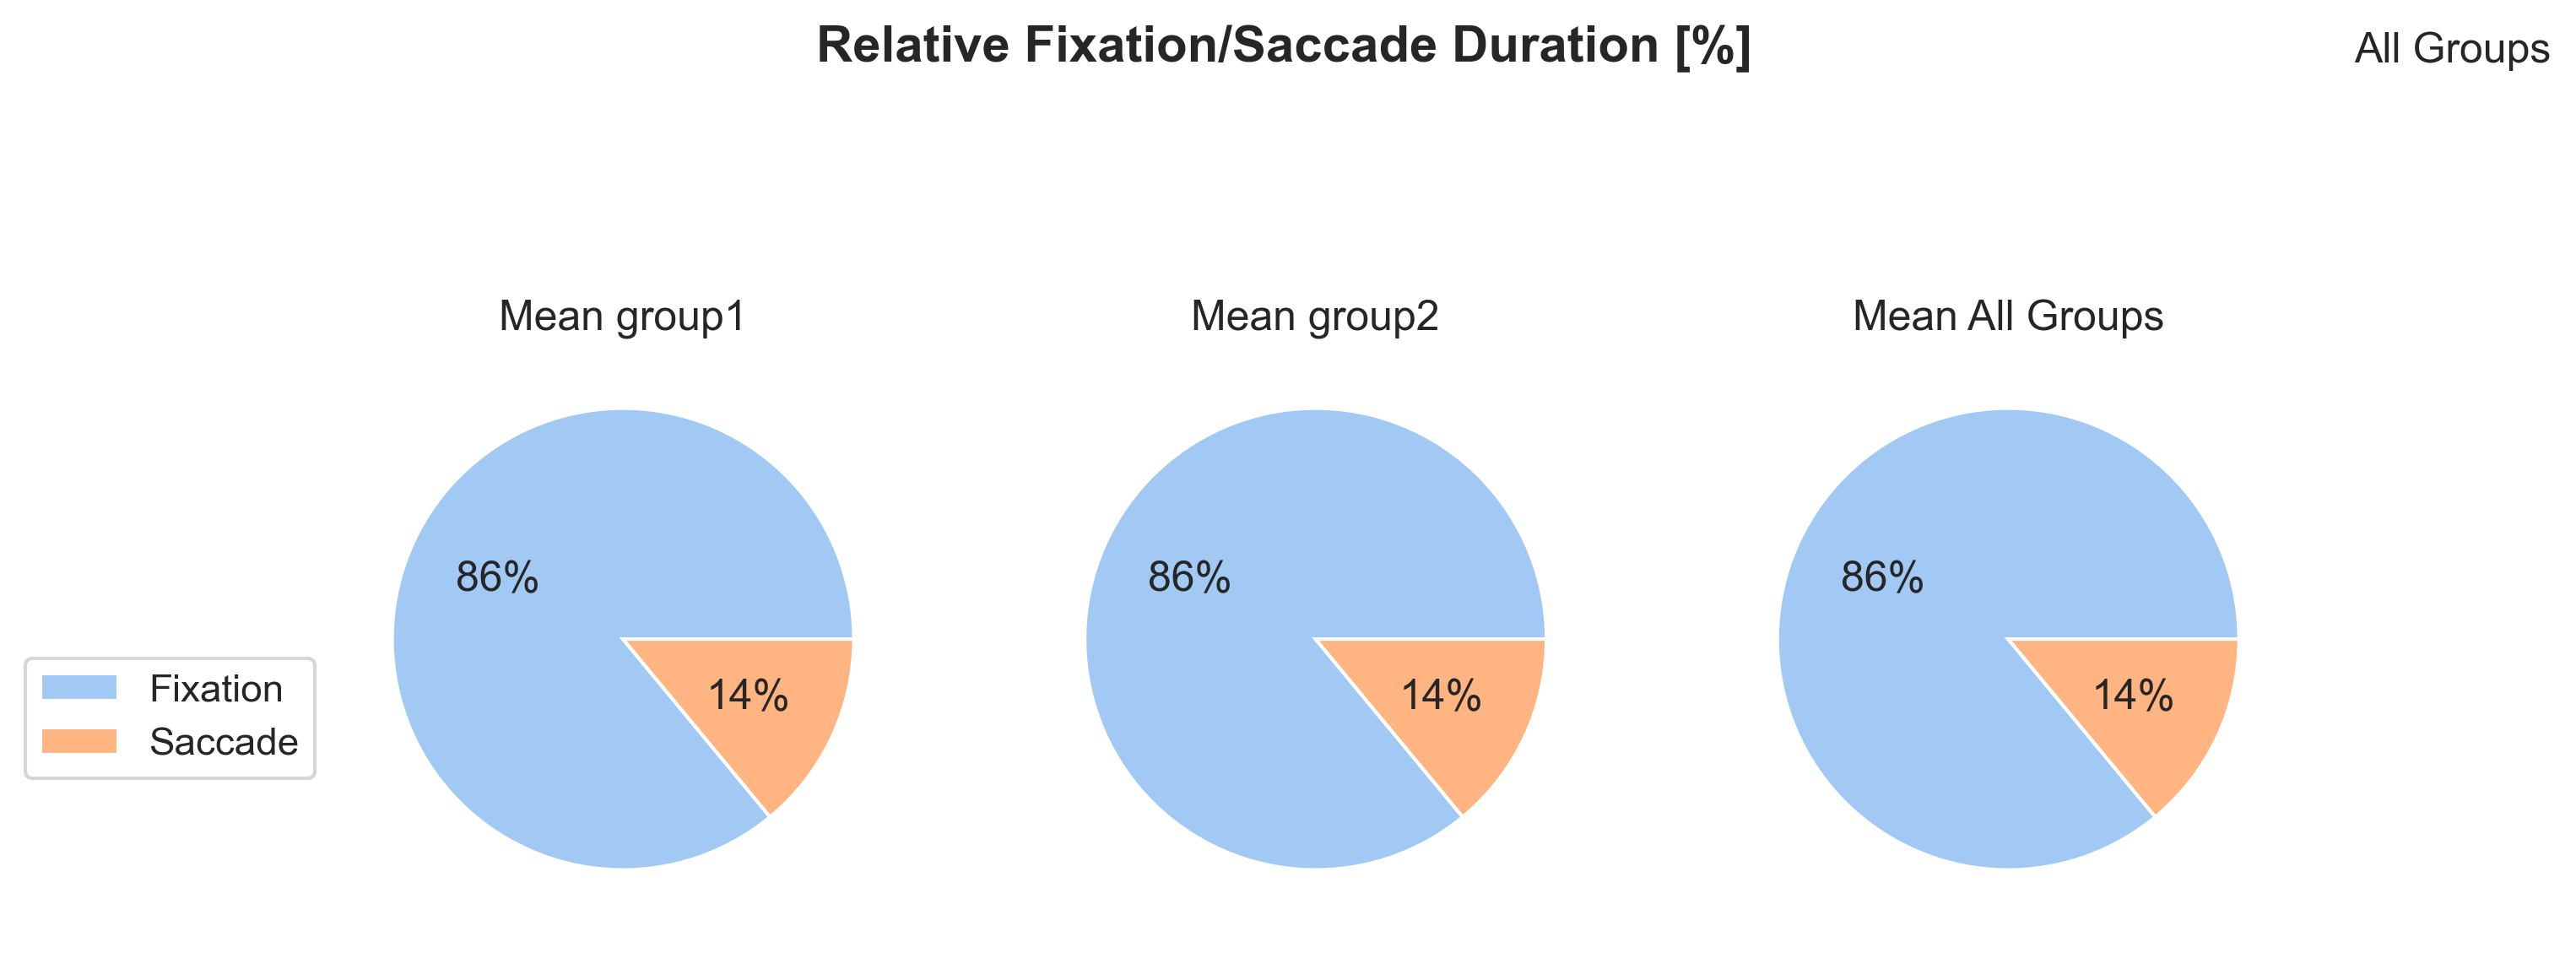 Relative Fixation/Saccade Duration [%]
All Groups
Mean group1
Mean group2
Mean All Groups
86%
14%
86%
14%
86%
14%
Fixation
Saccade